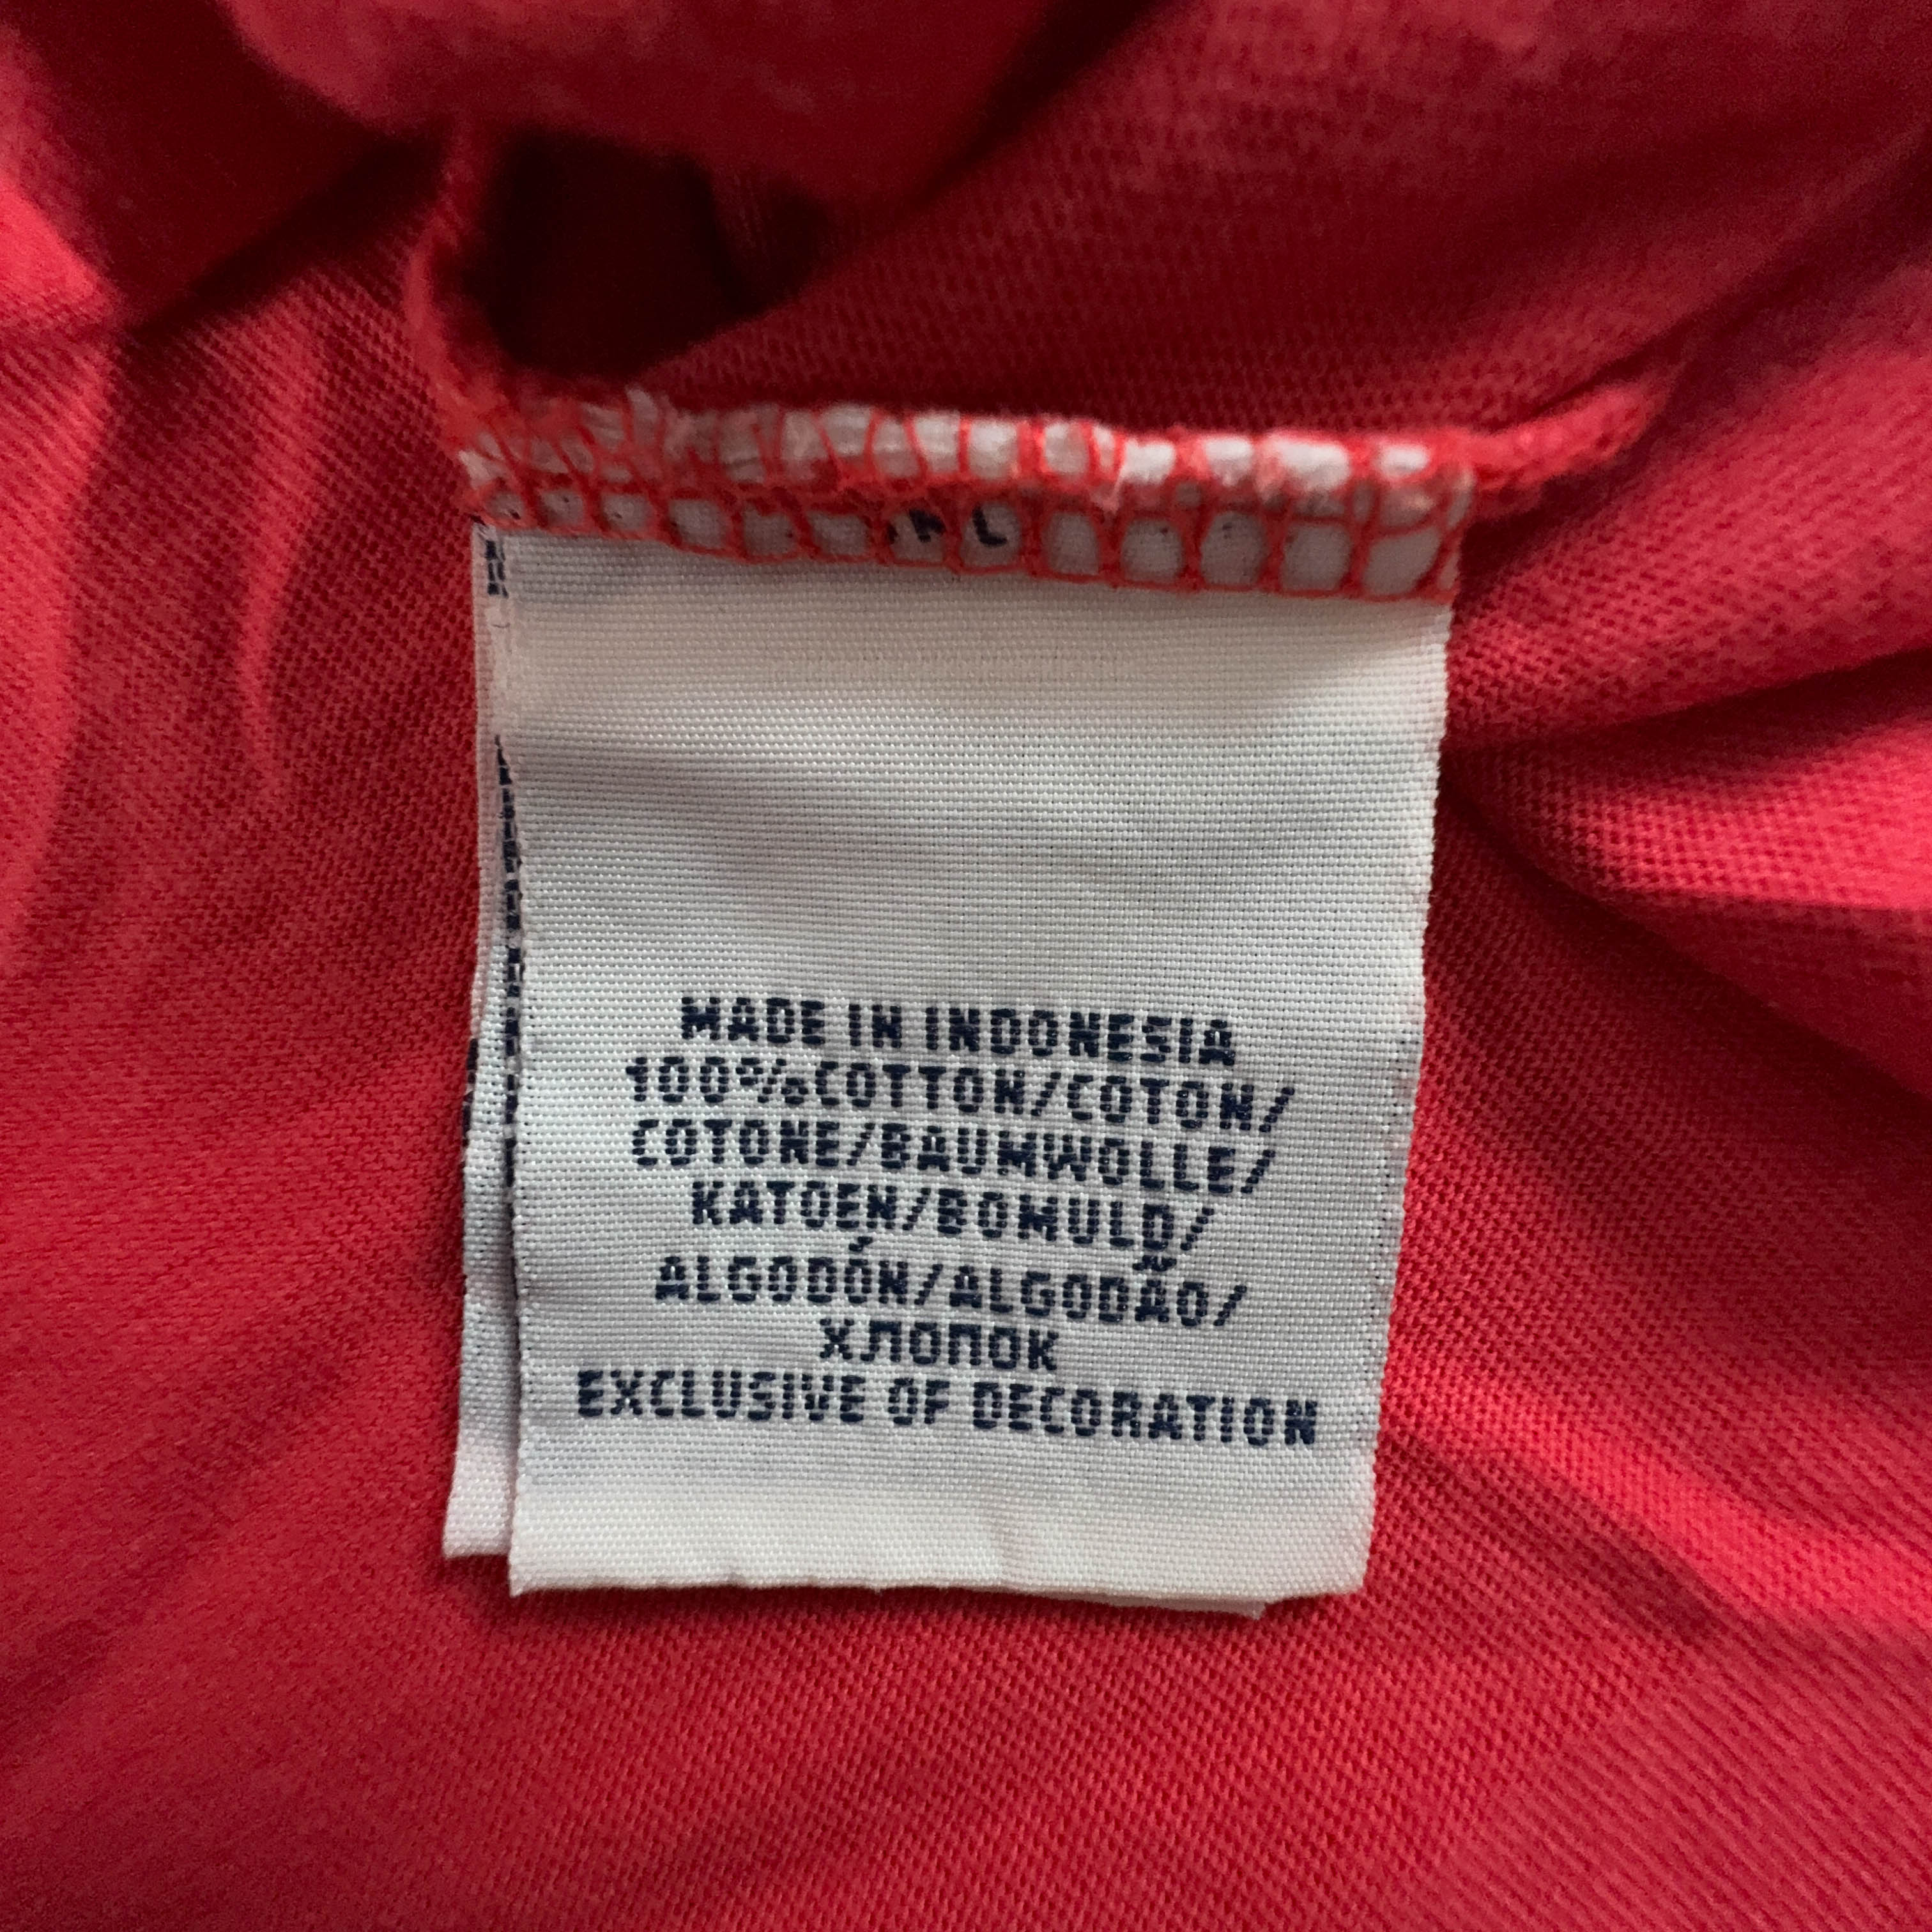 MADE IN INDONESIA
100%COTTON/COTON/
COTONE/BAUMWOLLE/
KATOEN/BOMULD/
ALGODÓN/ALGODÃO/
ХЛОПОК
EXCLUSIVE OF DECORATION